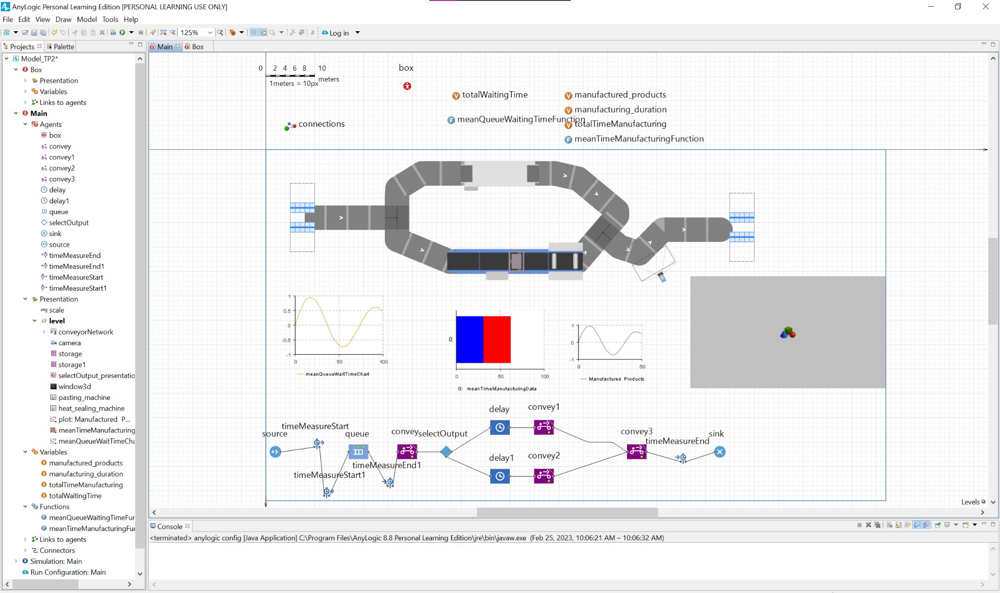 AnyLogic Personal Learning Edition [PERSONAL LEARNING USE ONLY]
File Edit View Draw Model Tools Help
125% Log in
Projects Palette
Main Box
Model_TP2*
Box
Presentation
Variables
Links to agents
Main
Agents
box
convey
convey1
convey2
convey3
delay
delay1
queue
selectOutput
sink
source
timeMeasureEnd
timeMeasureEnd1
timeMeasureStart
timeMeasureStart1
Presentation
scale
level
conveyorNetwork
camera
storage
storage1
selectOutput_presentatio
window3d
pasting_machine
heat_sealing_machine
plot: Manufactured P...
meanTimeManufacturing
meanQueueWaitTimeCha
Variables
manufactured_products
manufacturing_duration
totalTimeManufacturing
totalWaitingTime
Functions
meanQueueWaitingTimeFur
meanTimeManufacturingFur
Links to agents
Connectors
Simulation: Main
Run Configuration: Main
0 2 4 6 8 10
meters
1meters = 10px
box
connections
totalWaitingTime
meanQueueWaitingTimeFunction
manufactured_products
manufacturing_duration
totalTimeManufacturing
meanTimeManufacturingFunction
1
0.5
0
-0.5
-1
0 50 100
meanQueueWaitTimeChart
0:
0 50 100
0: meanTimeManufacturingData
1
0
-1
0 50
Manufactured Products
source
timeMeasureStart
timeMeasureStart1
queue
timeMeasureEnd1
convey
selectOutput
delay
convey1
delay1
convey2
convey3
timeMeasureEnd
sink
Levels
Console
<terminated> anylogic config [Java Application] C:\Program Files\AnyLogic 8.8 Personal Learning Edition\jre\bin\javaw.exe (Feb 25, 2023, 10:06:21 AM – 10:06:32 AM)